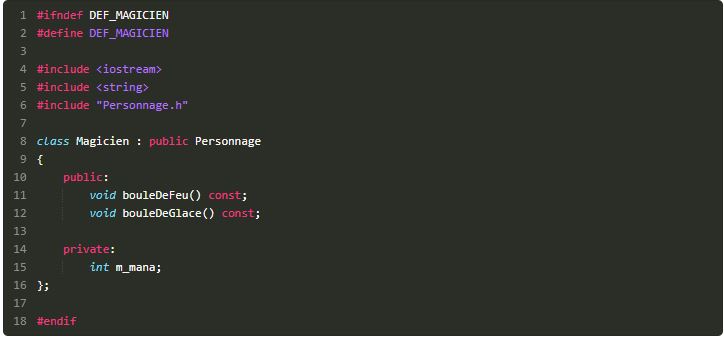 1 #ifndef DEF_MAGICIEN
2 #define DEF_MAGICIEN
3
4 #include <iostream>
5 #include <string>
6 #include "Personnage.h"
7
8 class Magicien : public Personnage
9 {
10     public:
11         void bouleDeFeu() const;
12         void bouleDeGlace() const;
13
14     private:
15         int m_mana;
16 };
17
18 #endif